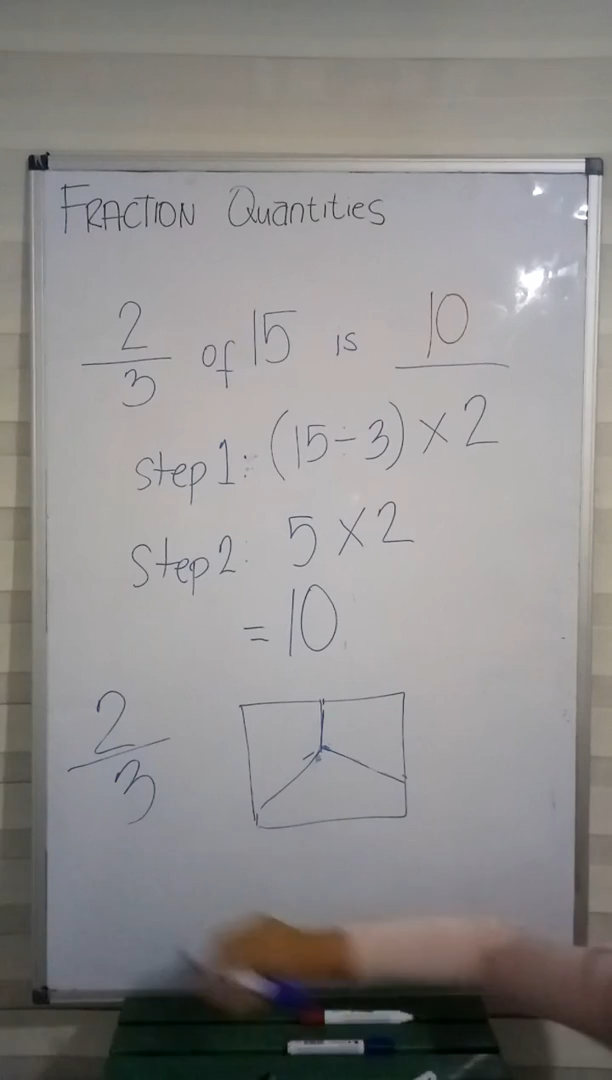 FRACTION Quantities
2/3 of 15 is 10
Step 1: (15÷3) × 2
Step 2: 5 × 2
= 10
2/3